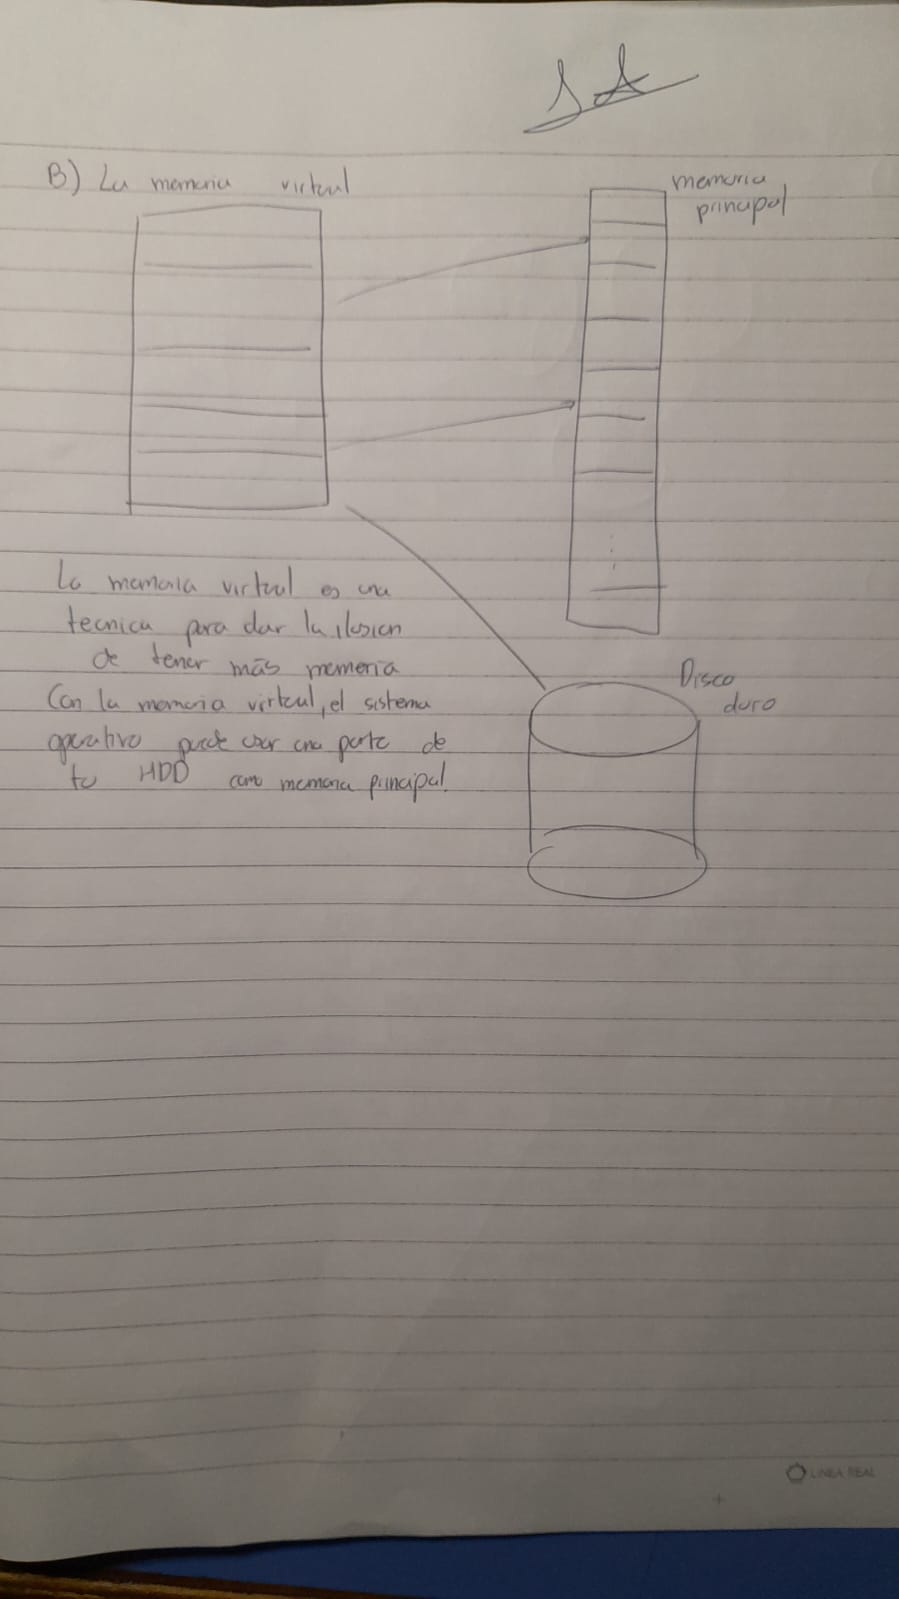 B) La memoria virtual
memoria
principal
La memoria virtual es una
tecnica para dar la ilusion
de tener más memoria
Con la memoria virtual, el sistema
operativo puede usar una parte de
tu HDD como memoria principal.
Disco
duro
LINEA REAL